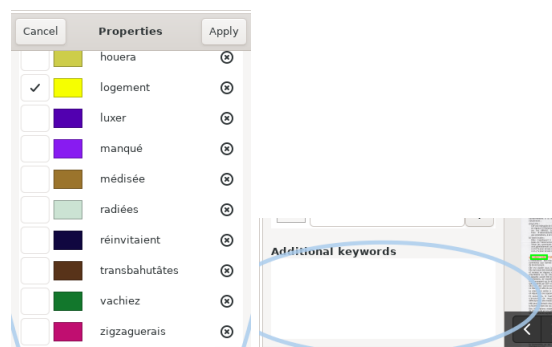 Cancel Properties Apply
houera
logement
luxer
manqué
médisée
radiées
réinvitaient
transbahutâtes
vachiez
zigzaguerais
Additional keywords